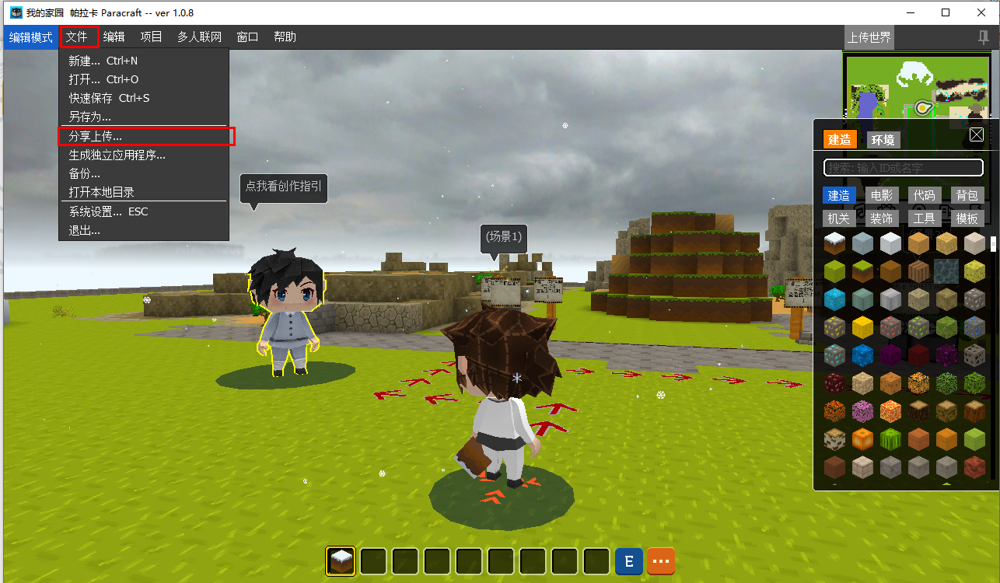 我的家园 帕拉卡 Paracraft -- ver 1.0.8
编辑模式 文件 编辑 项目 多人联网 窗口 帮助 上传世界
新建... Ctrl+N
打开... Ctrl+O
快速保存 Ctrl+S
另存为...
分享上传...
生成独立应用程序...
备份...
打开本地目录
系统设置... ESC
退出...
点我看创作指引
(场景1)
建造 环境
搜索: 输入ID或名字
建造 电影 代码 背包
机关 装饰 工具 模板
E